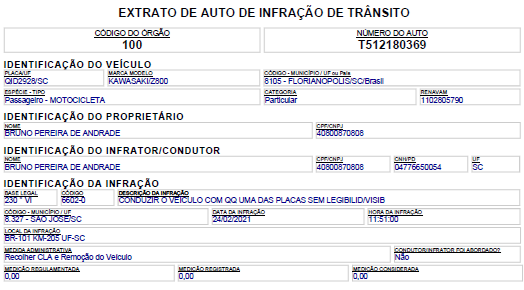 EXTRATO DE AUTO DE INFRAÇÃO DE TRÂNSITO
CÓDIGO DO ÓRGÃO
100
NÚMERO DO AUTO
T512180369
IDENTIFICAÇÃO DO VEÍCULO
PLACA/UF
QID2928/SC
MARCA MODELO
KAWASAKI/Z800
CÓDIGO - MUNICÍPIO / UF ou País
8105 - FLORIANOPOLIS/SC/Brasil
ESPÉCIE - TIPO
Passageiro - MOTOCICLETA
CATEGORIA
Particular
RENAVAM
1102805790
IDENTIFICAÇÃO DO PROPRIETÁRIO
NOME
BRUNO PEREIRA DE ANDRADE
CPF/CNPJ
40800870808
IDENTIFICAÇÃO DO INFRATOR/CONDUTOR
NOME
BRUNO PEREIRA DE ANDRADE
CPF/CNPJ
40800870808
CNH/PD
04776650054
UF
SC
IDENTIFICAÇÃO DA INFRAÇÃO
BASE LEGAL
230 * VI
CÓDIGO
6602-0
DESCRIÇÃO DA INFRAÇÃO
CONDUZIR O VEÍCULO COM QQ UMA DAS PLACAS SEM LEGIBILID/VISIB
CÓDIGO - MUNICÍPIO / UF
8.327 - SAO JOSE/SC
DATA DA INFRAÇÃO
24/02/2021
HORA DA INFRAÇÃO
11:51:00
LOCAL DA INFRAÇÃO
BR-101 KM-205 UF-SC
MEDIDA ADMINISTRATIVA
Recolher CLA e Remoção do Veículo
CONDUTOR/INFRATOR FOI ABORDADO?
Não
MEDIÇÃO REGULAMENTADA
0,00
MEDIÇÃO REGISTRADA
0,00
MEDIÇÃO CONSIDERADA
0,00